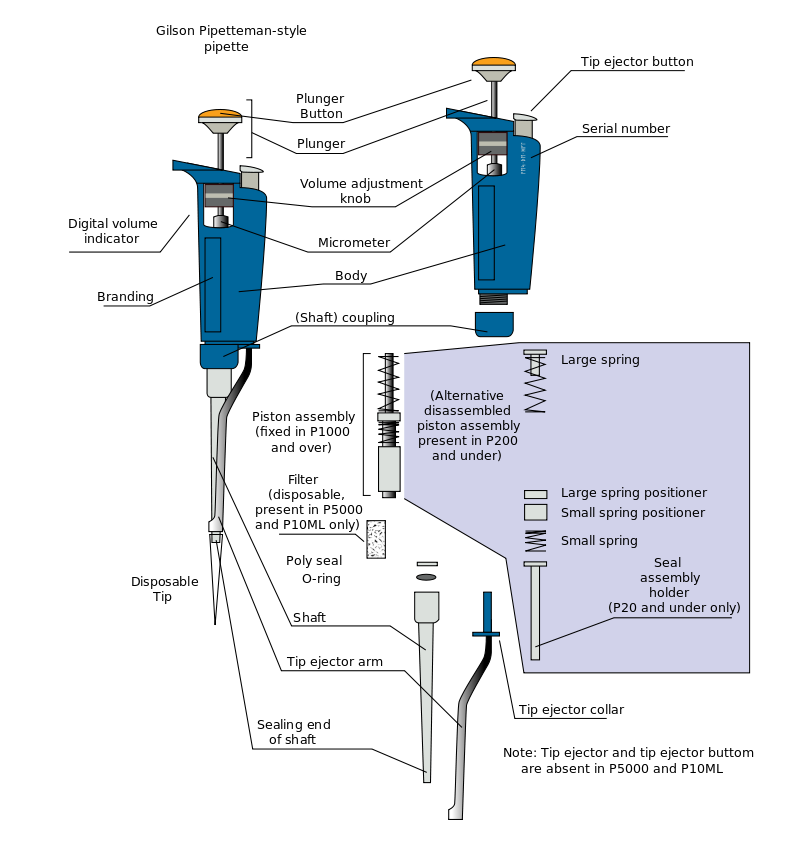 Gilson Pipetteman-style
pipette
Tip ejector button
Plunger
Button
Serial number
Plunger
Volume adjustment
knob
Digital volume
indicator
Micrometer
Body
Branding
(Shaft) coupling
Large spring
(Alternative
disassembled
piston assembly
present in P200
and under)
Piston assembly
(fixed in P1000
and over)
Filter
(disposable,
present in P5000
and P10ML only)
Large spring positioner
Small spring positioner
Small spring
Poly seal
O-ring
Seal
assembly
holder
(P20 and under only)
Disposable
Tip
Shaft
Tip ejector arm
Tip ejector collar
Sealing end
of shaft
Note: Tip ejector and tip ejector buttom
are absent in P5000 and P10ML